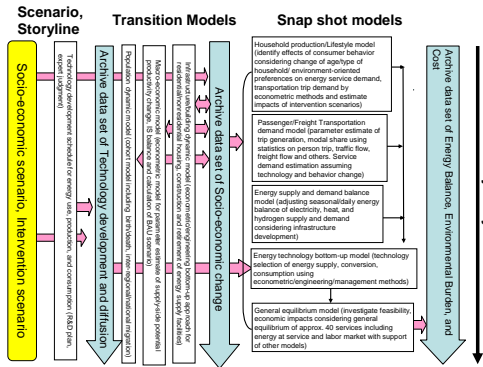 Scenario,
Storyline
Transition Models
Snap shot models
Socio-economic scenario, Intervention scenario
Technology development schedule for energy use, production, and consumption (R&D plan,
expert judgment)
Archive data set of Technology development and diffusion
Population dynamic model (cohort model including birth/death, inter-regional/national migration)
Macro-economic model (econometric model for parameter estimate of supply-side potential
productivity change, IS balance and calculation of BAU scenario)
Infrastructure/building dynamic model (econometric/engineering bottom-up approach for
residential/nonresidential housing, construction and retirement of energy supply facilities)
Archive data set of Socio-economic change
Household production/Lifestyle model
(identify effects of consumer behavior
considering change of age/type of
household/ environment-oriented
preferences on energy service demand,
transportation trip demand by
econometric methods and estimate
impacts of intervention scenarios)
Passenger/Freight Transportation
demand model (parameter estimate of
trip generation, modal share using
statistics on person trip, traffic flow,
freight flow and others. Service
demand estimation assuming
technology and behavior change)
Energy supply and demand balance
model (adjusting seasonal/daily energy
balance of electricity, heat, and
hydrogen supply and demand
considering infrastructure
development)
Energy technology bottom-up model (technology
selection of energy supply, conversion,
consumption using
econometric/engineering/management methods)
General equilibrium model (investigate feasibility,
economic impacts considering general
equilibrium of approx. 40 services including
energy at service and labor market with support
of other models)
Archive data set of Energy Balance, Environmental Burden, and
Cost